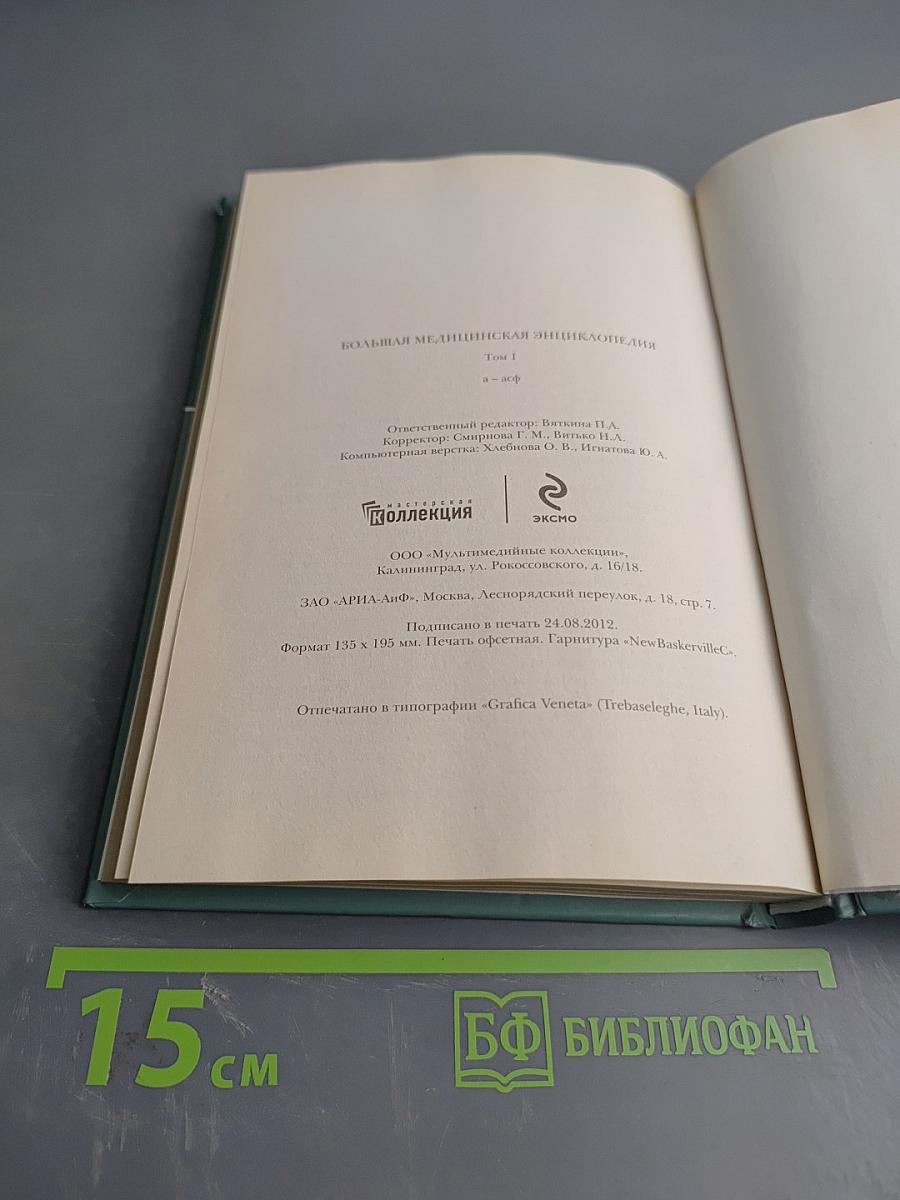 БОЛЬШАЯ МЕДИЦИНСКАЯ ЭНЦИКЛОПЕДИЯ
Том 1
а – асф
Ответственный редактор: Вяткина П.А.
Корректор: Смирнова Г. М., Витько Н.А.
Компьютерная верстка: Хлебнова О. В., Игнатова Ю. А.
мастерская
Коллекция
ЭКСМО
ООО «Мультимедийные коллекции»,
Калининград, ул. Рокоссовского, д. 16/18.
ЗАО «АРИА-АиФ», Москва, Леснорядский переулок, д. 18, стр. 7.
Подписано в печать 24.08.2012.
Формат 135 x 195 мм. Печать офсетная. Гарнитура «NewBaskervilleC».
Отпечатано в типографии «Grafica Veneta» (Trebaseleghe, Italy).
15 см
БФ БИБЛИОФАН